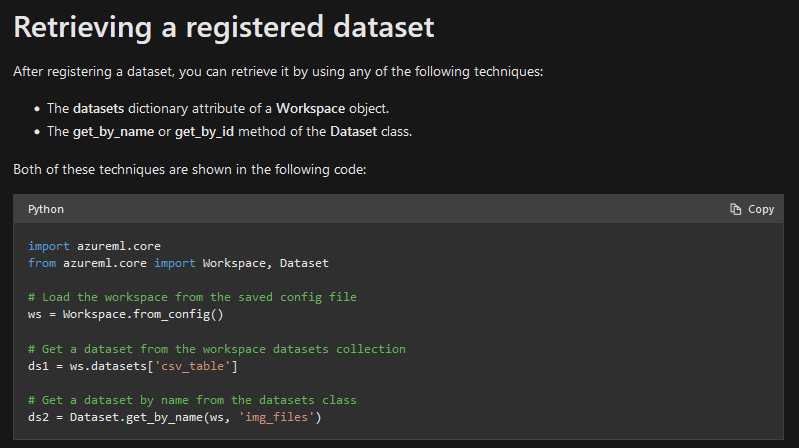 Retrieving a registered dataset
After registering a dataset, you can retrieve it by using any of the following techniques:
• The datasets dictionary attribute of a Workspace object.
• The get_by_name or get_by_id method of the Dataset class.
Both of these techniques are shown in the following code:
Python Copy
import azureml.core
from azureml.core import Workspace, Dataset
# Load the workspace from the saved config file
ws = Workspace.from_config()
# Get a dataset from the workspace datasets collection
ds1 = ws.datasets['csv_table']
# Get a dataset by name from the datasets class
ds2 = Dataset.get_by_name(ws, 'img_files')